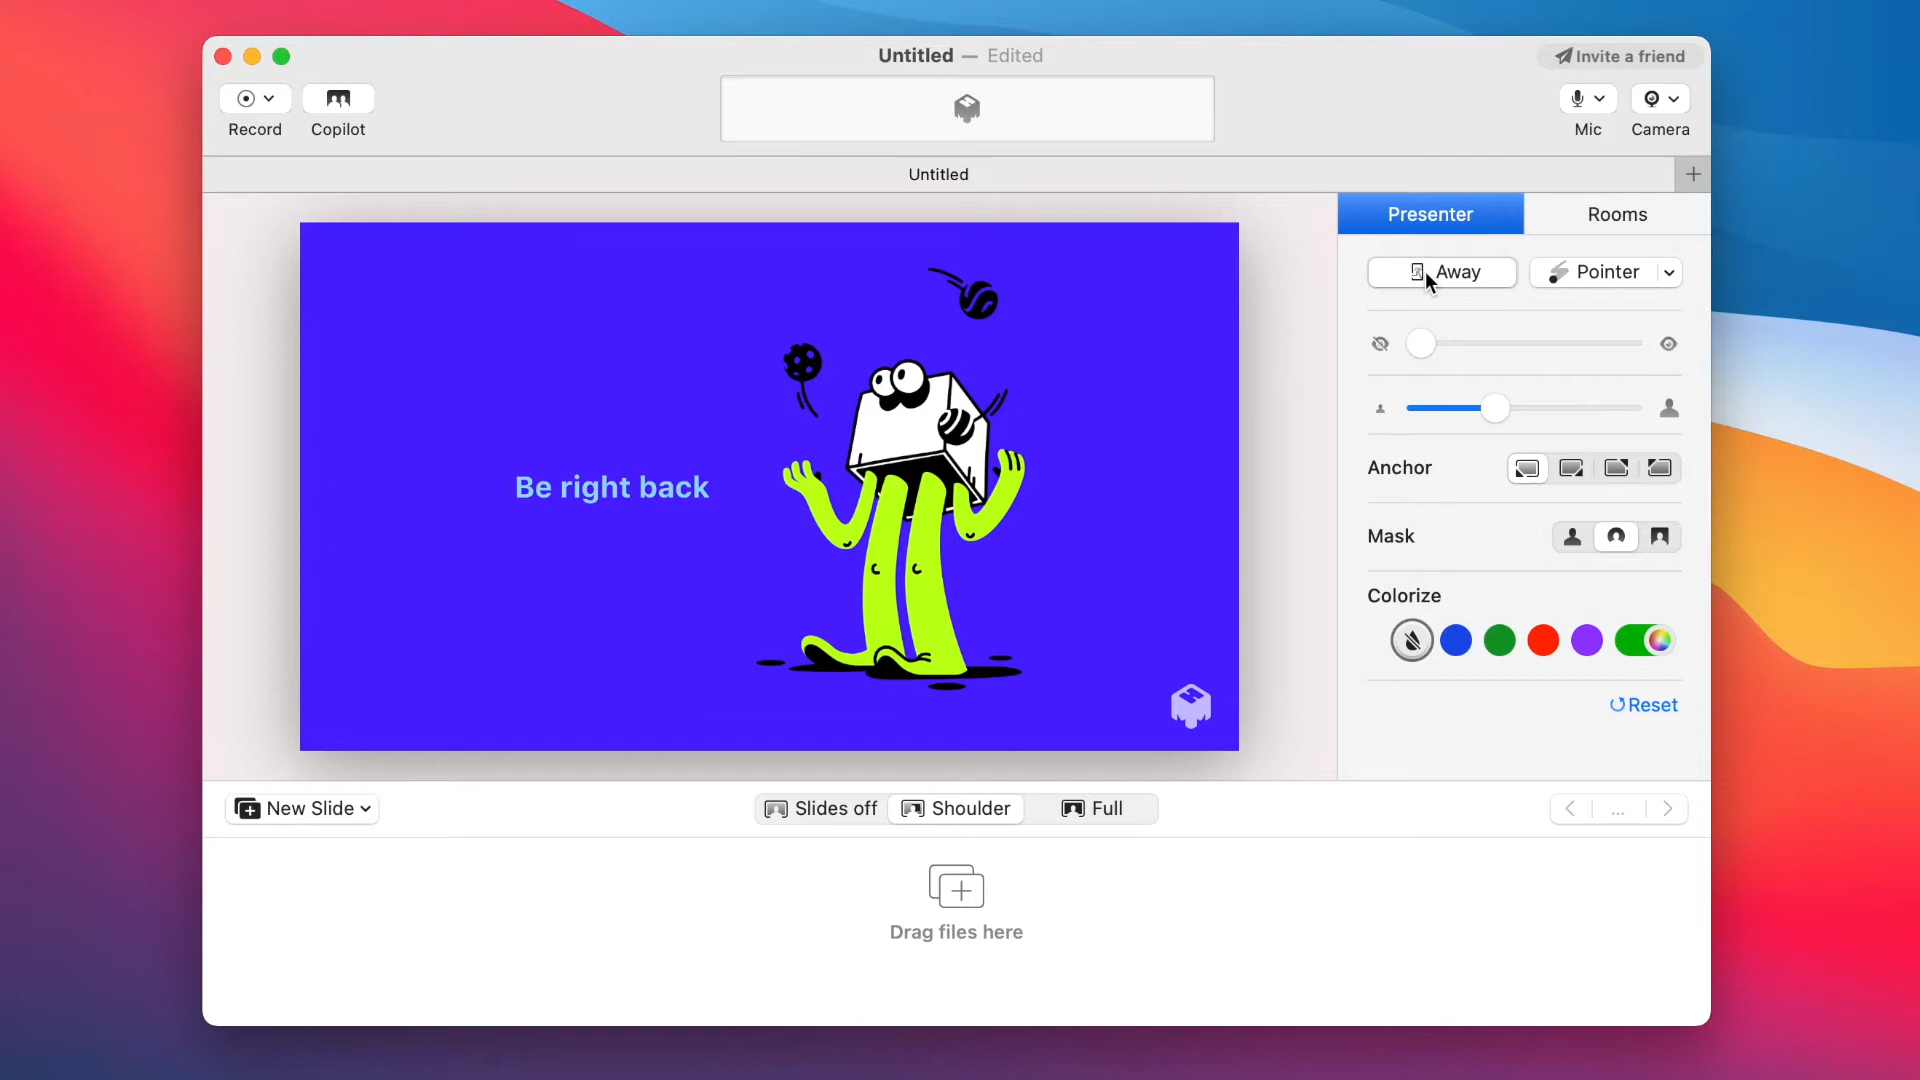 Untitled — Edited
Invite a friend
Record
Copilot
Mic
Camera
Untitled
Presenter
Rooms
Away
Pointer
Be right back
Anchor
Mask
Colorize
Reset
New Slide
Slides off
Shoulder
Full
...
Drag files here